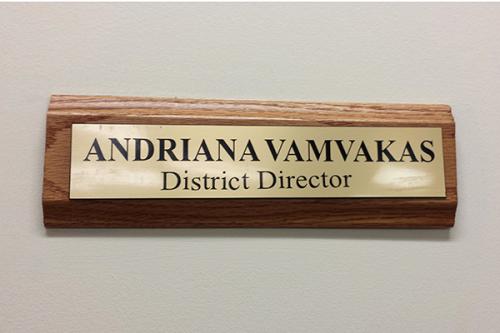 ANDRIANA VAMVAKAS
District Director